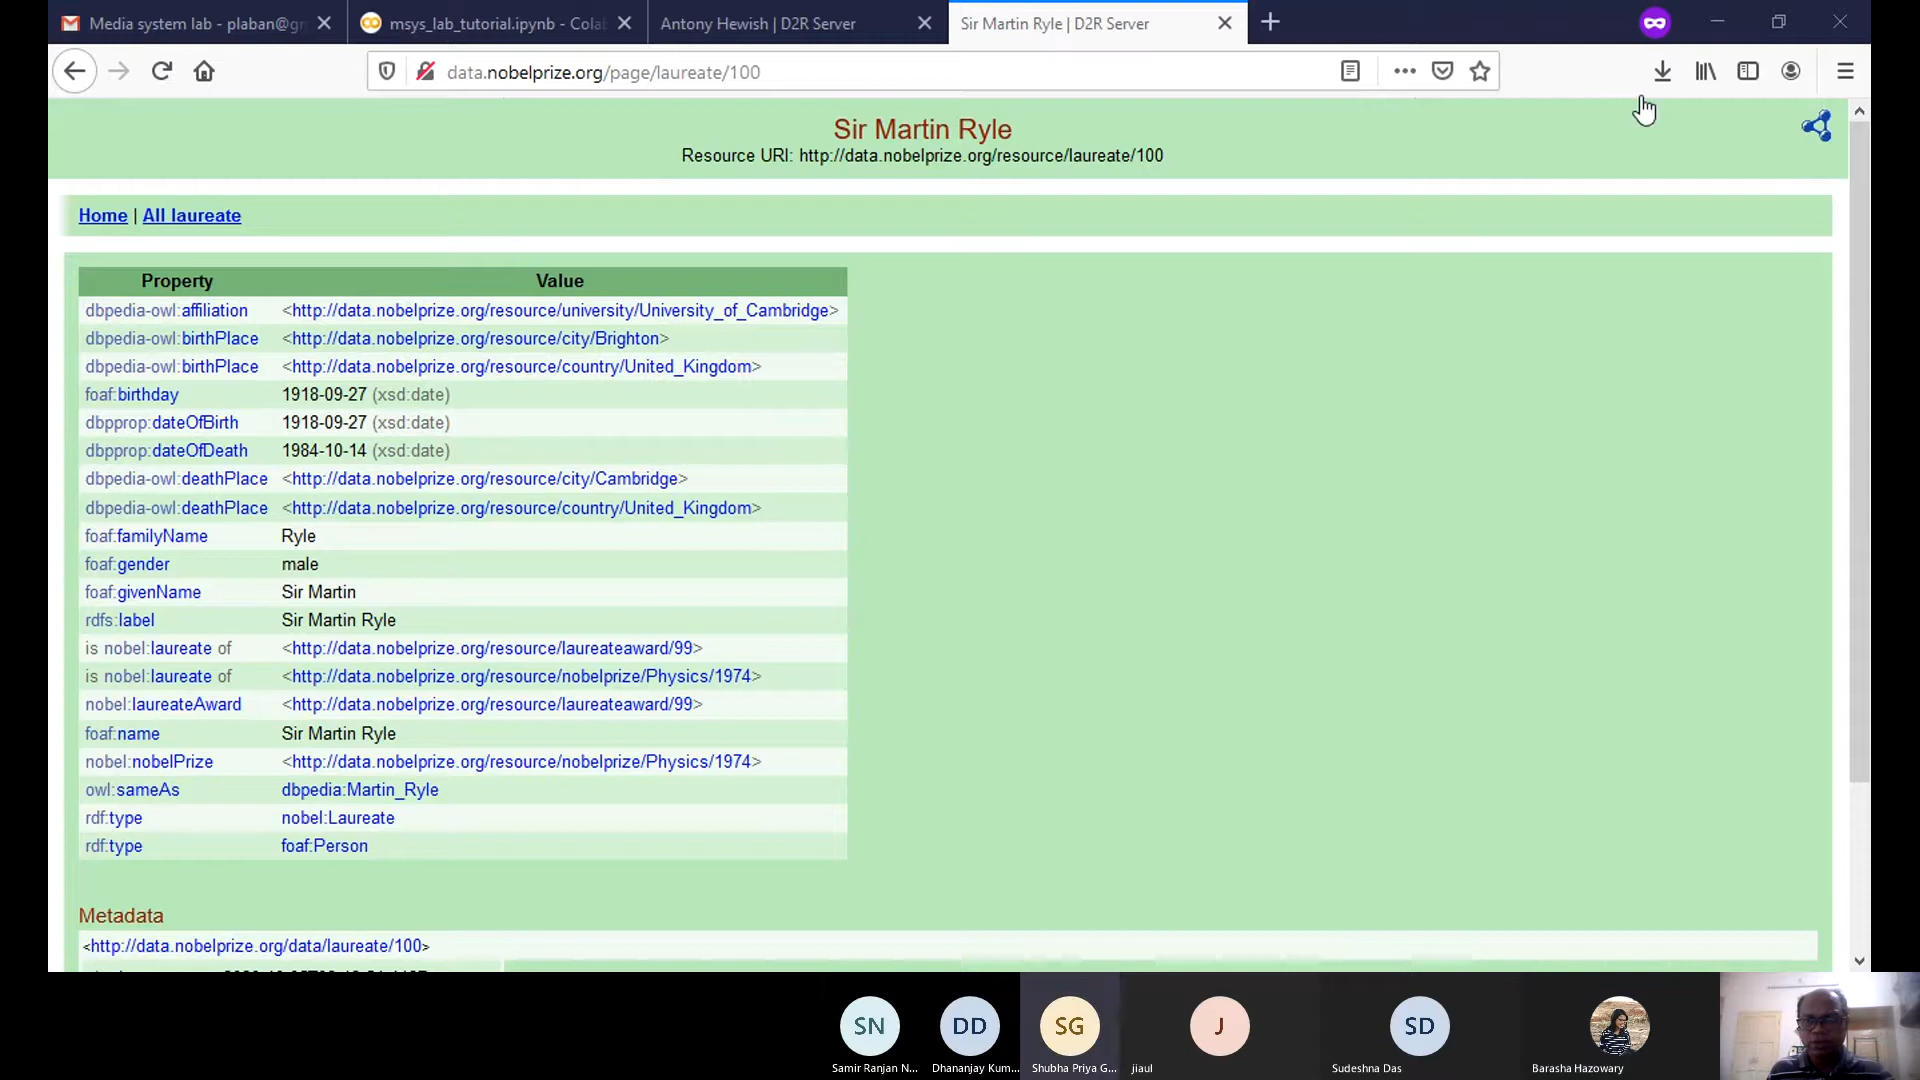 Media system lab - plaban@gm
msys_lab_tutorial.ipynb - Colab
Antony Hewish | D2R Server
Sir Martin Ryle | D2R Server
data.nobelprize.org/page/laureate/100
Sir Martin Ryle
Resource URI: http://data.nobelprize.org/resource/laureate/100
Home | All laureate
Property Value
dbpedia-owl:affiliation <http://data.nobelprize.org/resource/university/University_of_Cambridge>
dbpedia-owl:birthPlace <http://data.nobelprize.org/resource/city/Brighton>
dbpedia-owl:birthPlace <http://data.nobelprize.org/resource/country/United_Kingdom>
foaf:birthday 1918-09-27 (xsd:date)
dbpprop:dateOfBirth 1918-09-27 (xsd:date)
dbpprop:dateOfDeath 1984-10-14 (xsd:date)
dbpedia-owl:deathPlace <http://data.nobelprize.org/resource/city/Cambridge>
dbpedia-owl:deathPlace <http://data.nobelprize.org/resource/country/United_Kingdom>
foaf:familyName Ryle
foaf:gender male
foaf:givenName Sir Martin
rdfs:label Sir Martin Ryle
is nobel:laureate of <http://data.nobelprize.org/resource/laureateaward/99>
is nobel:laureate of <http://data.nobelprize.org/resource/nobelprize/Physics/1974>
nobel:laureateAward <http://data.nobelprize.org/resource/laureateaward/99>
foaf:name Sir Martin Ryle
nobel:nobelPrize <http://data.nobelprize.org/resource/nobelprize/Physics/1974>
owl:sameAs dbpedia:Martin_Ryle
rdf:type nobel:Laureate
rdf:type foaf:Person
Metadata
<http://data.nobelprize.org/data/laureate/100>
SN DD SG J SD
Samir Ranjan N... Dhananjay Kum... Shubha Priya G... jiaul Sudeshna Das Barasha Hazowary